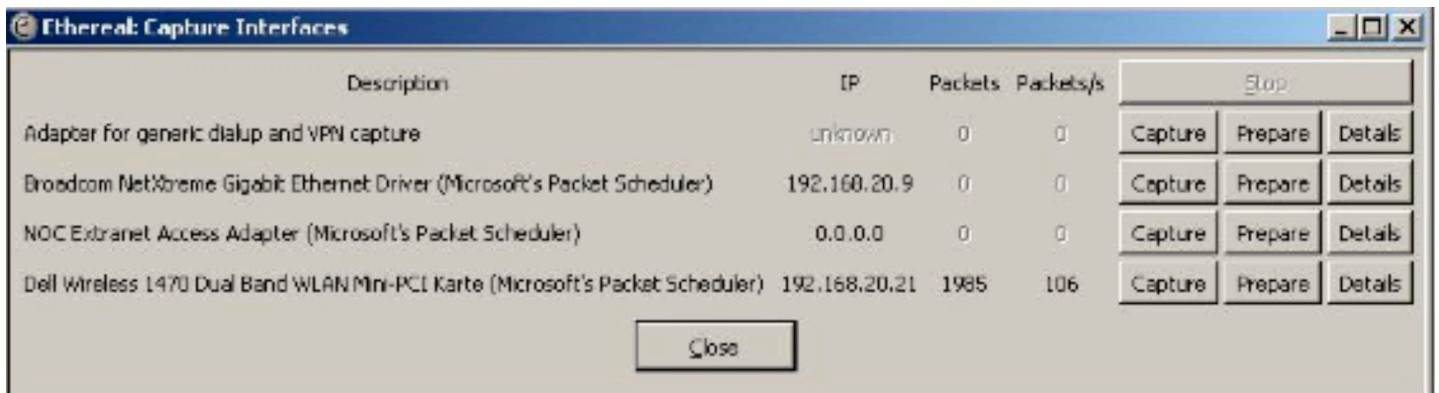 Ethereal: Capture Interfaces
Description IP Packets Packets/s Stop
Adapter for generic dialup and VPN capture unknown 0 0 Capture Prepare Details
Broadcom NetXtreme Gigabit Ethernet Driver (Microsoft's Packet Scheduler) 192.168.20.9 0 0 Capture Prepare Details
NOC Extranet Access Adapter (Microsoft's Packet Scheduler) 0.0.0.0 0 0 Capture Prepare Details
Dell Wireless 1470 Dual Band WLAN Mini-PCI Karte (Microsoft's Packet Scheduler) 192.168.20.21 1985 106 Capture Prepare Details
Close